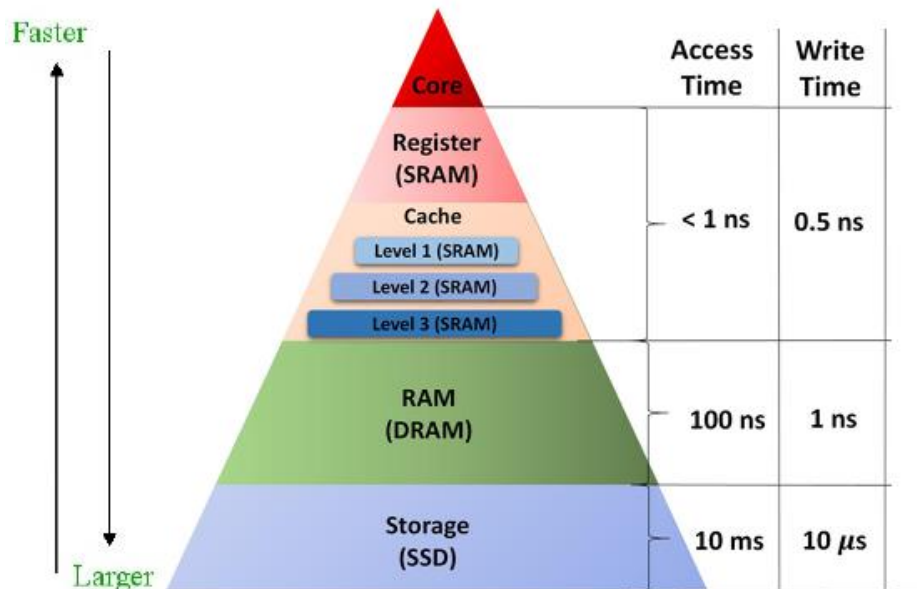 Faster
Core
Access
Time
Write
Time
Register
(SRAM)
Cache
Level 1 (SRAM)
Level 2 (SRAM)
Level 3 (SRAM)
< 1 ns
0.5 ns
RAM
(DRAM)
100 ns
1 ns
Storage
(SSD)
10 ms
10 μs
Larger